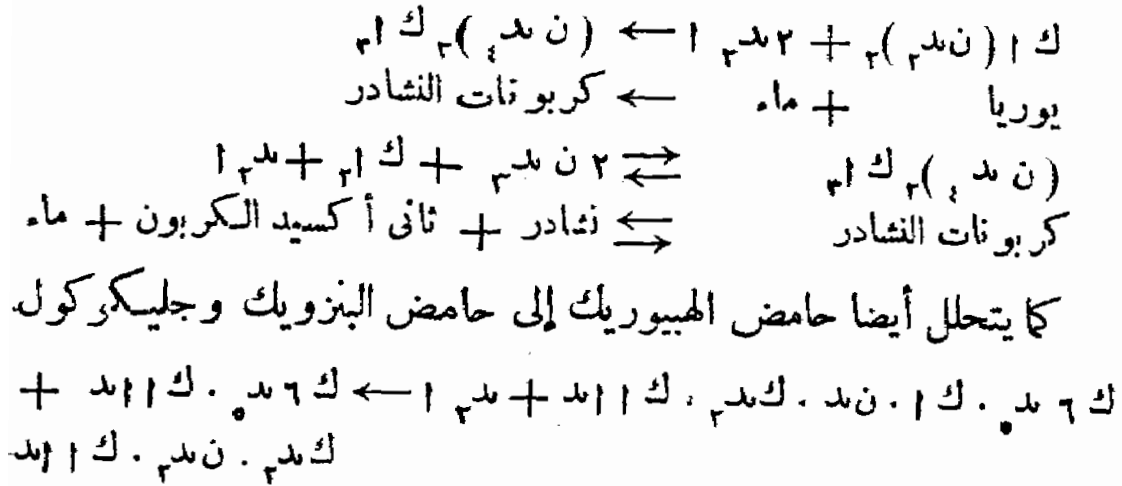 ك ا (ن يد٢)٢ + ٢ يد٢ ا ← (ن يد٤)٢ ك ا٣
يوريا + ماء ← كربونات النشادر
(ن يد٤)٢ ك ا٣ ⇄ ٢ ن يد٣ + ك ا٢ + يد٢ ا
كربونات النشادر ⇆ نشادر + ثانى أكسيد الكربون + ماء
كما يتحلل أيضا حامض الهبيوريك إلى حامض البنزويك وجليكوكول
ك٦ يد٥ . ك ا . ن يد . ك يد٢ . ك ا ا يد + يد٢ ا ← ك٦ يد٥ . ك ا ا يد +
ك يد٢ . ن يد٢ . ك ا ا يد